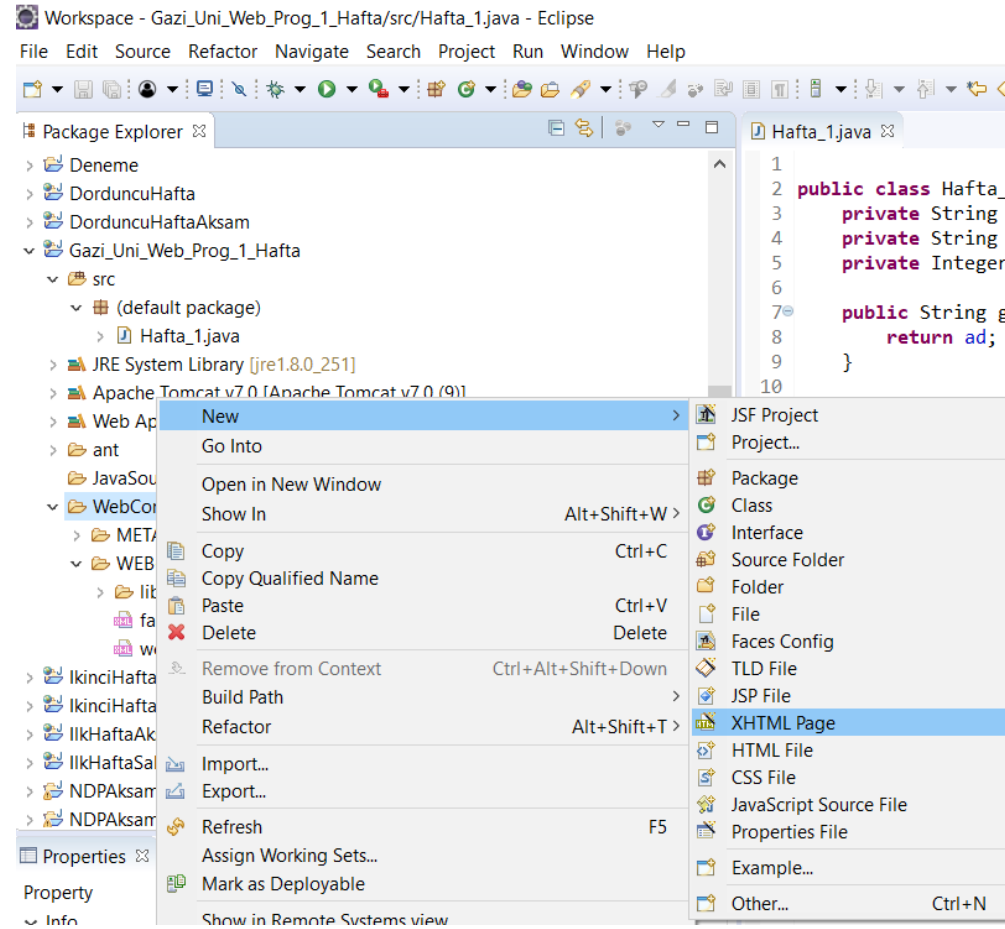 Workspace - Gazi_Uni_Web_Prog_1_Hafta/src/Hafta_1.java - Eclipse
File Edit Source Refactor Navigate Search Project Run Window Help
Package Explorer
Deneme
DorduncuHafta
DorduncuHaftaAksam
Gazi_Uni_Web_Prog_1_Hafta
src
(default package)
Hafta_1.java
JRE System Library [jre1.8.0_251]
Apache Tomcat v7.0 [Apache Tomcat v7.0 (9)]
Web Ap
ant
JavaSou
WebCo
META
WEB
lib
fa
we
IkinciHafta
IkinciHafta
IlkHaftaAk
IlkHaftaSal
NDPAksam
NDPAksam
Properties
Property
Info
Hafta_1.java
1
2 public class Hafta_
3 private String
4 private String
5 private Integer
6
7 public String g
8 return ad;
9 }
10
New
Go Into
Open in New Window
Show In Alt+Shift+W >
Copy Ctrl+C
Copy Qualified Name
Paste Ctrl+V
Delete Delete
Remove from Context Ctrl+Alt+Shift+Down
Build Path
Refactor Alt+Shift+T >
Import...
Export...
Refresh F5
Assign Working Sets...
Mark as Deployable
Show in Remote Systems view
JSF Project
Project...
Package
Class
Interface
Source Folder
Folder
File
Faces Config
TLD File
JSP File
XHTML Page
HTML File
CSS File
JavaScript Source File
Properties File
Example...
Other... Ctrl+N